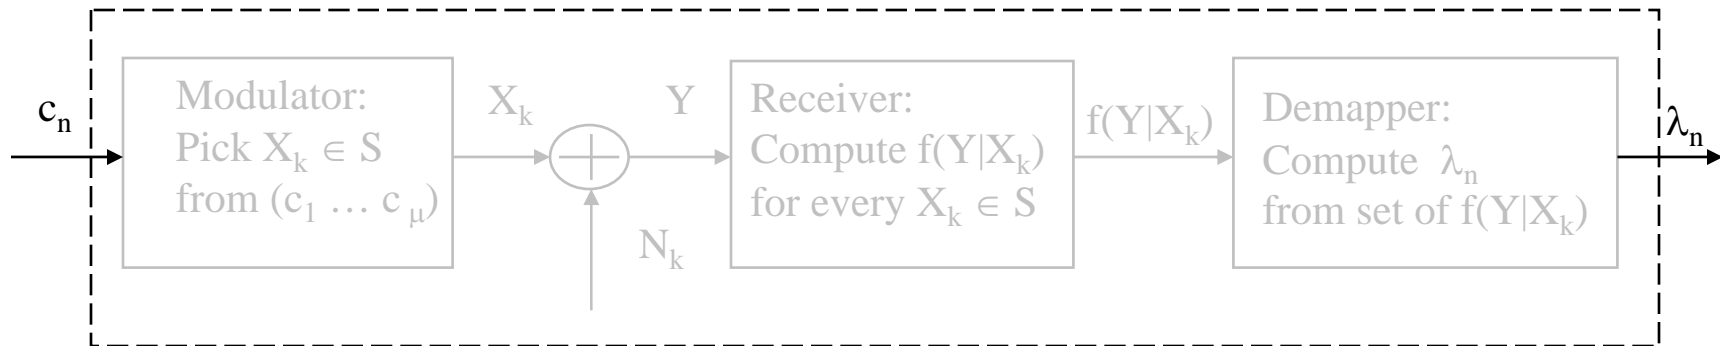 c_n
Modulator:
Pick X_k ∈ S
from (c_1 … c_μ)
X_k
N_k
Y
Receiver:
Compute f(Y|X_k)
for every X_k ∈ S
f(Y|X_k)
Demapper:
Compute λ_n
from set of f(Y|X_k)
λ_n